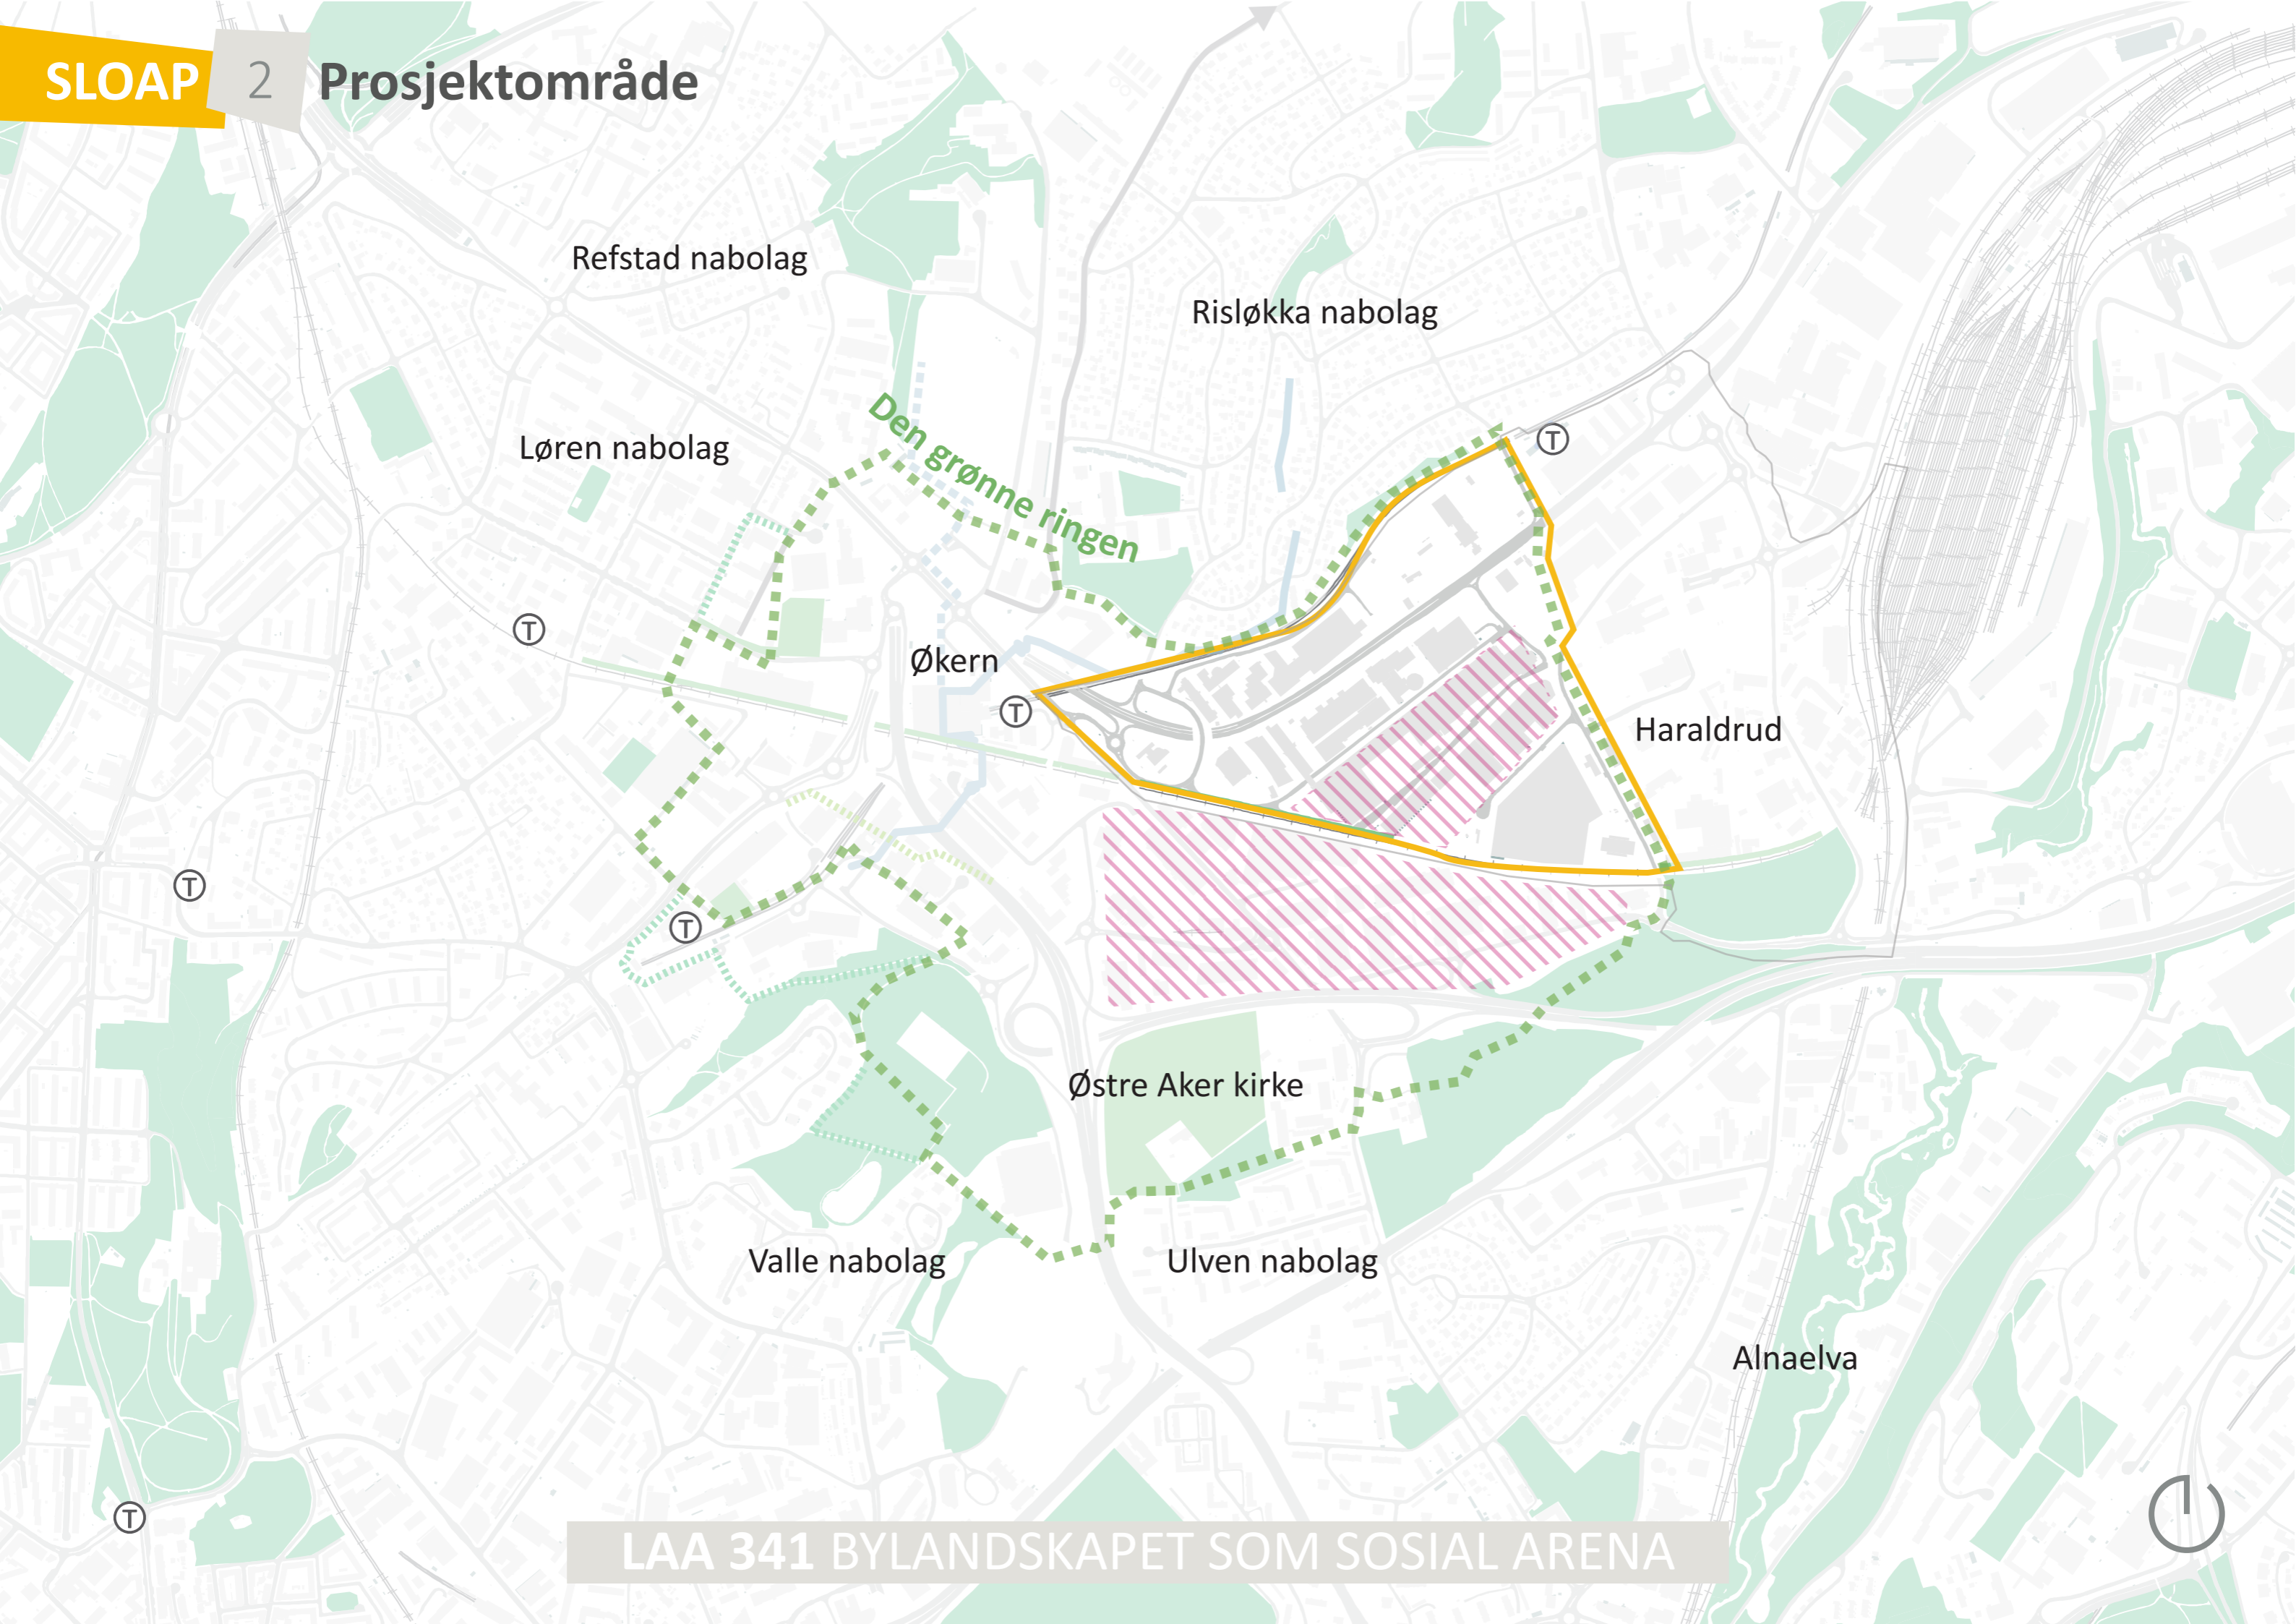 SLOAP 2 Prosjektområde
Refstad nabolag
Risløkka nabolag
Den grønne ringen
Løren nabolag
T
T
Økern
T
Haraldrud
T
T
Østre Aker kirke
Valle nabolag
Ulven nabolag
Alnaelva
T
LAA 341 BYLANDSKAPET SOM SOSIAL ARENA